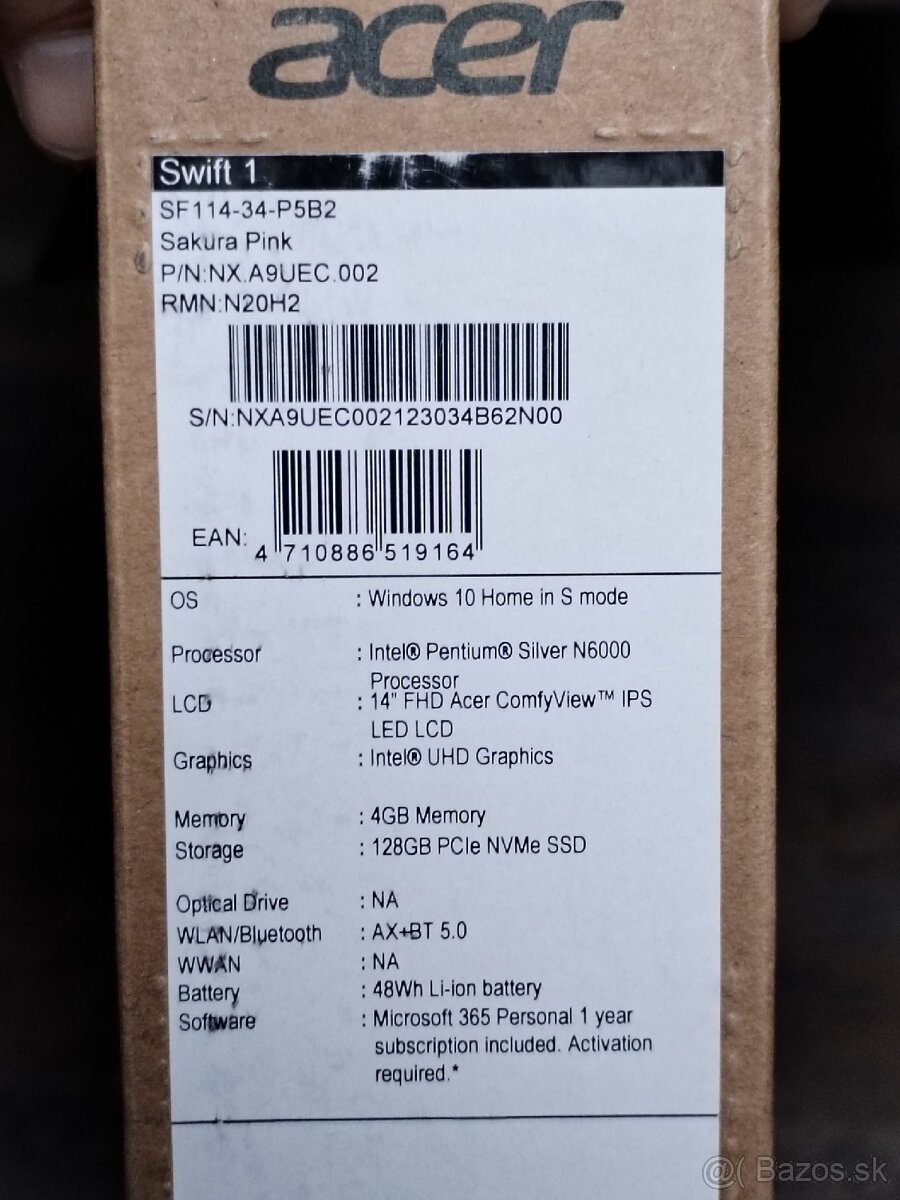 acer
Swift 1
SF114-34-P5B2
Sakura Pink
P/N:NX.A9UEC.002
RMN:N20H2
S/N:NXA9UEC002123034B62N00
EAN: 4 710886 519164
OS : Windows 10 Home in S mode
Processor : Intel® Pentium® Silver N6000
Processor
LCD : 14" FHD Acer ComfyView™ IPS
LED LCD
Graphics : Intel® UHD Graphics
Memory : 4GB Memory
Storage : 128GB PCIe NVMe SSD
Optical Drive : NA
WLAN/Bluetooth : AX+BT 5.0
WWAN : NA
Battery : 48Wh Li-ion battery
Software : Microsoft 365 Personal 1 year
subscription included. Activation
required.*
@( Bazos.sk